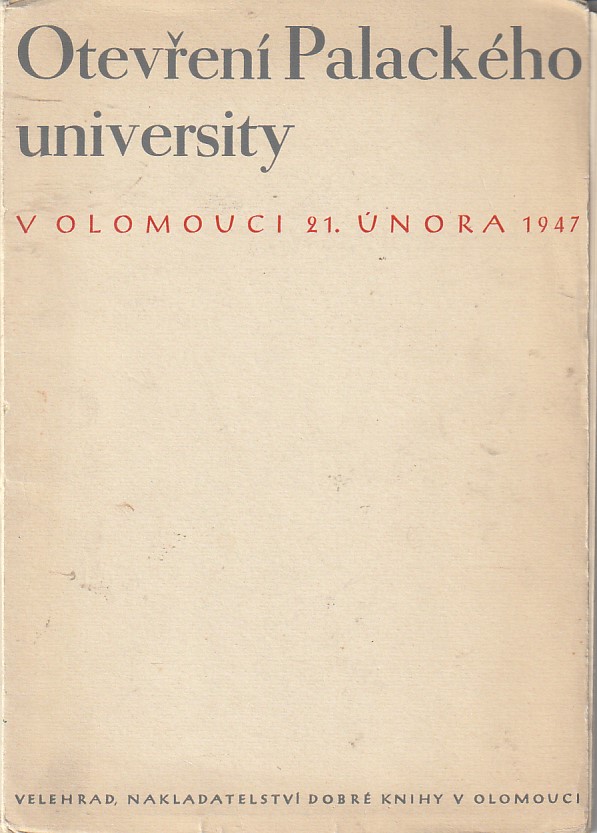 Otevření Palackého
university
V OLOMOUCI 21. ÚNORA 1947
VELEHRAD, NAKLADATELSTVÍ DOBRÉ KNIHY V OLOMOUCI